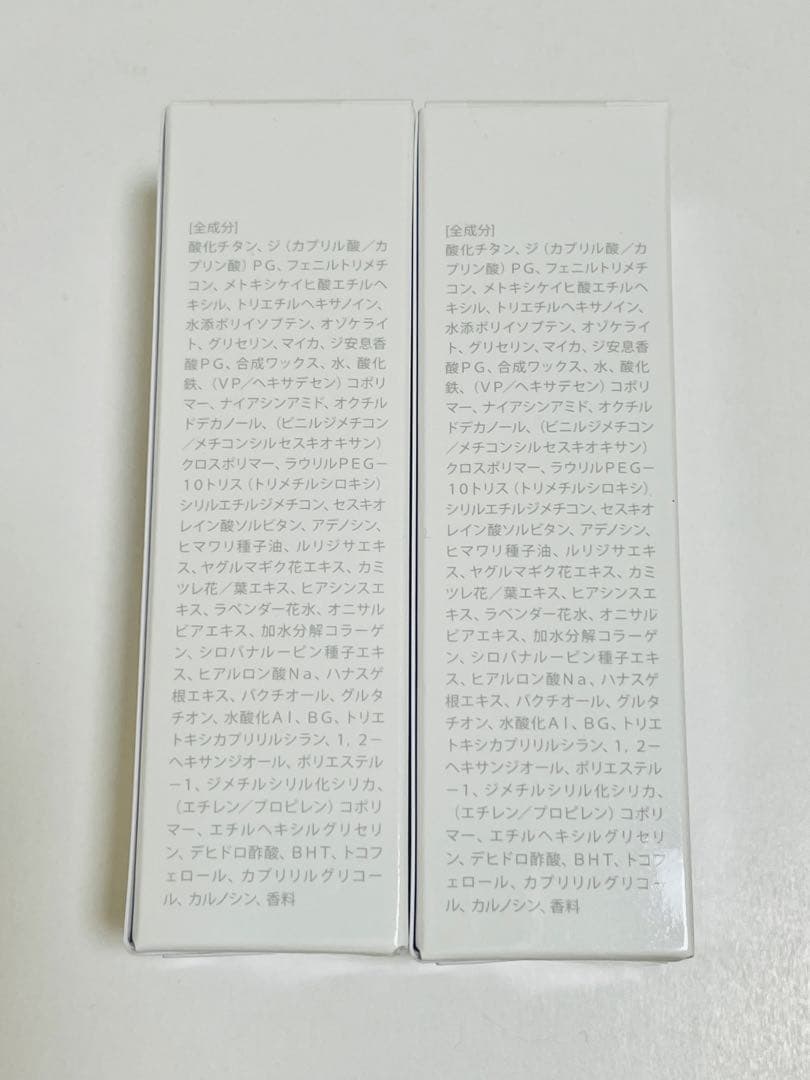 [全成分]
酸化チタン、ジ（カプリル酸／カ
プリン酸）ＰＧ、フェニルトリメチ
コン、メトキシケイヒ酸エチルヘ
キシル、トリエチルヘキサノイン、
水添ポリイソブテン、オゾケライ
ト、グリセリン、マイカ、ジ安息香
酸ＰＧ、合成ワックス、水、酸化
鉄、（ＶＰ／ヘキサデセン）コポリ
マー、ナイアシンアミド、オクチル
ドデカノール、（ビニルジメチコン
／メチコンシルセスキオキサン）
クロスポリマー、ラウリルＰＥＧ－
１０トリス（トリメチルシロキシ）
シリルエチルジメチコン、セスキオ
レイン酸ソルビタン、アデノシン、
ヒマワリ種子油、ルリジサエキ
ス、ヤグルマギク花エキス、カミ
ツレ花／葉エキス、ヒアシンスエ
キス、ラベンダー花水、オニサル
ビアエキス、加水分解コラーゲ
ン、シロバナルーピン種子エキ
ス、ヒアルロン酸Ｎａ、ハナスゲ
根エキス、バクチオール、グルタ
チオン、水酸化ＡＩ、ＢＧ、トリエ
トキシカプリリルシラン、１，２－
ヘキサンジオール、ポリエステル
－１、ジメチルシリル化シリカ、
（エチレン／プロピレン）コポリ
マー、エチルヘキシルグリセリ
ン、デヒドロ酢酸、ＢＨＴ、トコフ
ェロール、カプリリルグリコー
ル、カルノシン、香料
[全成分]
酸化チタン、ジ（カプリル酸／カ
プリン酸）ＰＧ、フェニルトリメチ
コン、メトキシケイヒ酸エチルヘ
キシル、トリエチルヘキサノイン、
水添ポリイソブテン、オゾケライ
ト、グリセリン、マイカ、ジ安息香
酸ＰＧ、合成ワックス、水、酸化
鉄、（ＶＰ／ヘキサデセン）コポリ
マー、ナイアシンアミド、オクチル
ドデカノール、（ビニルジメチコン
／メチコンシルセスキオキサン）
クロスポリマー、ラウリルＰＥＧ－
１０トリス（トリメチルシロキシ）
シリルエチルジメチコン、セスキオ
レイン酸ソルビタン、アデノシン、
ヒマワリ種子油、ルリジサエキ
ス、ヤグルマギク花エキス、カミ
ツレ花／葉エキス、ヒアシンスエ
キス、ラベンダー花水、オニサル
ビアエキス、加水分解コラーゲ
ン、シロバナルーピン種子エキ
ス、ヒアルロン酸Ｎａ、ハナスゲ
根エキス、バクチオール、グルタ
チオン、水酸化ＡＩ、ＢＧ、トリエ
トキシカプリリルシラン、１，２－
ヘキサンジオール、ポリエステル
－１、ジメチルシリル化シリカ、
（エチレン／プロピレン）コポリ
マー、エチルヘキシルグリセリ
ン、デヒドロ酢酸、ＢＨＴ、トコフ
ェロール、カプリリルグリコー
ル、カルノシン、香料